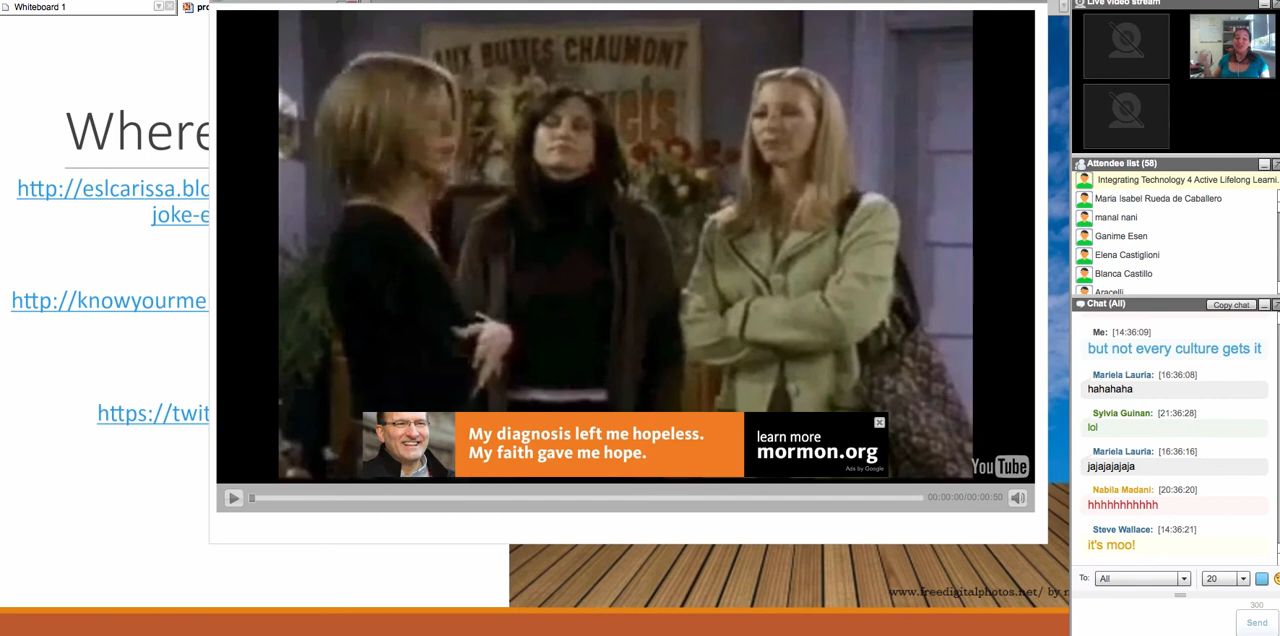 Whiteboard 1
pro
Where
http://eslcarissa.blo
joke-e
http://knowyourme
https://twit
AUX BUTTES CHAUMONT
My diagnosis left me hopeless.
My faith gave me hope.
learn more
mormon.org
Ads by Google
YouTube
00:00:00/00:00:50
www.freedigitalphotos.net/ by
Live video stream
Attendee list (58)
Integrating Technology 4 Active Lifelong Learni.
Maria Isabel Rueda de Caballero
manal nani
Ganime Esen
Elena Castiglioni
Blanca Castillo
Aracelli
Chat (All)
Copy chat
Me: [14:36:09]
but not every culture gets it
Mariela Lauria: [16:36:08]
hahahaha
Sylvia Guinan: [21:36:28]
lol
Mariela Lauria: [16:36:16]
jajajajajaja
Nabila Madani: [20:36:20]
hhhhhhhhhhh
Steve Wallace: [14:36:21]
it's moo!
To: All 20
300
Send